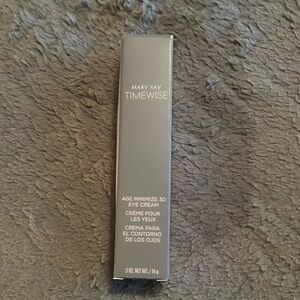 MARY KAY
TIMEWISE
AGE MINIMIZE 3D
EYE CREAM
CRÈME POUR
LES YEUX
CREMA PARA
EL CONTORNO
DE LOS OJOS
.5 OZ. NET WT. / 14 g